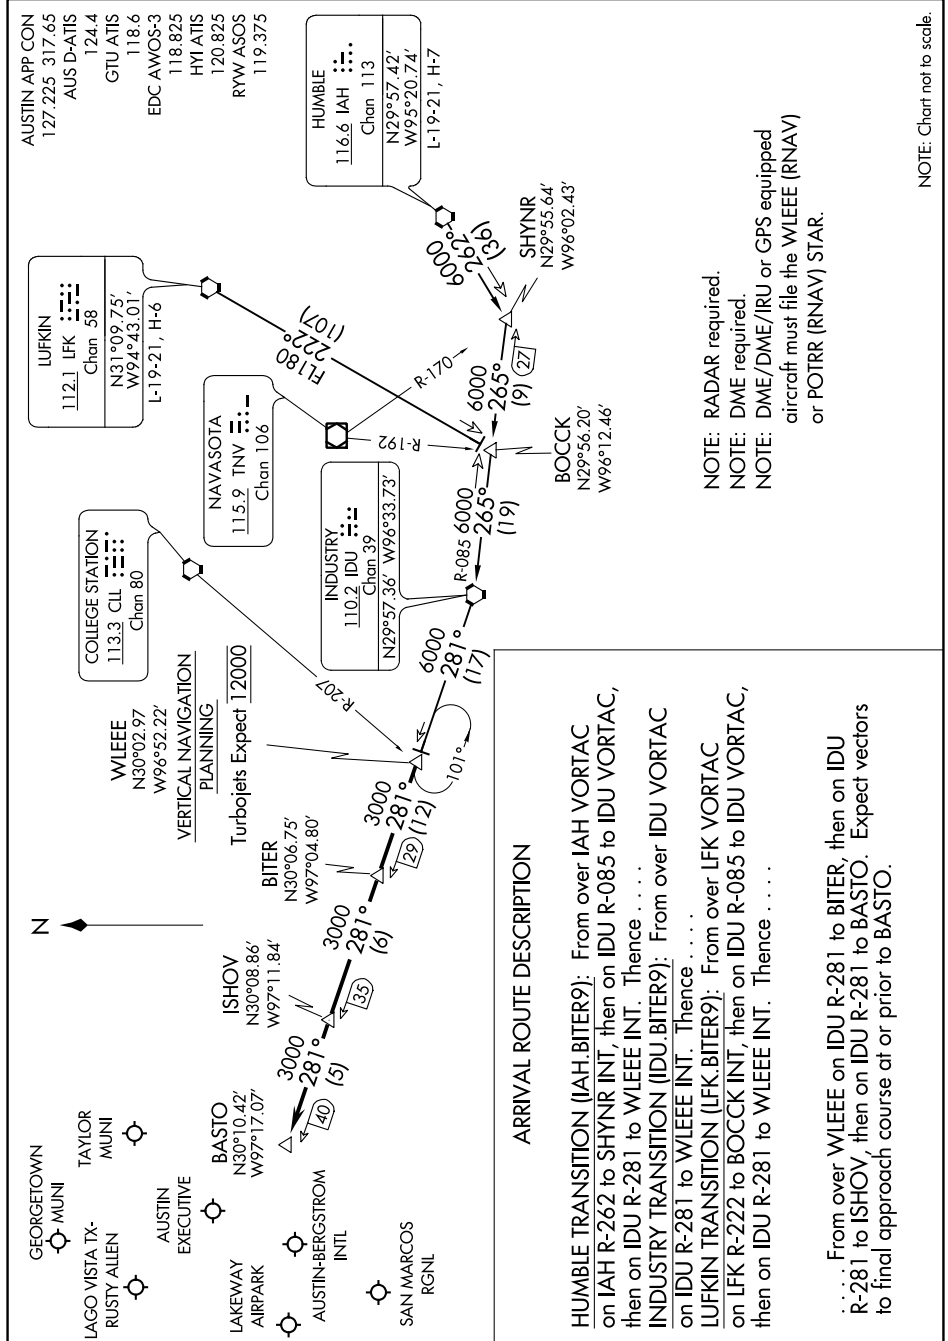 AUSTIN APP CON
127.225 317.65
AUS D-ATIS
124.4
GTU ATIS
118.6
EDC AWOS-3
118.825
HYI ATIS
120.825
RYW ASOS
119.375
GEORGETOWN
MUNI
LAGO VISTA TX-
RUSTY ALLEN
TAYLOR
MUNI
AUSTIN
EXECUTIVE
LAKEWAY
AIRPARK
AUSTIN-BERGSTROM
INTL
SAN MARCOS
RGNL
N
BASTO
N30°10.42'
W97°17.07'
40
3000
281°
(5)
ISHOV
N30°08.86'
W97°11.84'
35
3000
281°
(6)
BITER
N30°06.75'
W97°04.80'
29
3000
281°
(12)
WLEEE
N30°02.97
W96°52.22'
VERTICAL NAVIGATION
PLANNING
Turbojets Expect 12000
101°
6000
281°
(17)
COLLEGE STATION
113.3 CLL
Chan 80
R-207
INDUSTRY
110.2 IDU
Chan 39
N29°57.36' W96°33.73'
R-085 6000
265°
(19)
NAVASOTA
115.9 TNV
Chan 106
R-192
R-170
LUFKIN
112.1 LFK
Chan 58
N31°09.75'
W94°43.01'
L-19-21, H-6
FL180
222°
(107)
BOCCK
N29°56.20'
W96°12.46'
6000
265°
(9)
27
SHYNR
N29°55.64'
W96°02.43'
6000
262°
(36)
HUMBLE
116.6 IAH
Chan 113
N29°57.42'
W95°20.74'
L-19-21, H-7
NOTE: RADAR required.
NOTE: DME required.
NOTE: DME/DME/IRU or GPS equipped
aircraft must file the WLEEE (RNAV)
or POTRR (RNAV) STAR.
NOTE: Chart not to scale.
ARRIVAL ROUTE DESCRIPTION
HUMBLE TRANSITION (IAH.BITER9): From over IAH VORTAC
on IAH R-262 to SHYNR INT, then on IDU R-085 to IDU VORTAC,
then on IDU R-281 to WLEEE INT. Thence . . . .
INDUSTRY TRANSITION (IDU.BITER9): From over IDU VORTAC
on IDU R-281 to WLEEE INT. Thence . . . .
LUFKIN TRANSITION (LFK.BITER9): From over LFK VORTAC
on LFK R-222 to BOCCK INT, then on IDU R-085 to IDU VORTAC,
then on IDU R-281 to WLEEE INT. Thence . . . .
. . . .From over WLEEE on IDU R-281 to BITER, then on IDU
R-281 to ISHOV, then on IDU R-281 to BASTO. Expect vectors
to final approach course at or prior to BASTO.